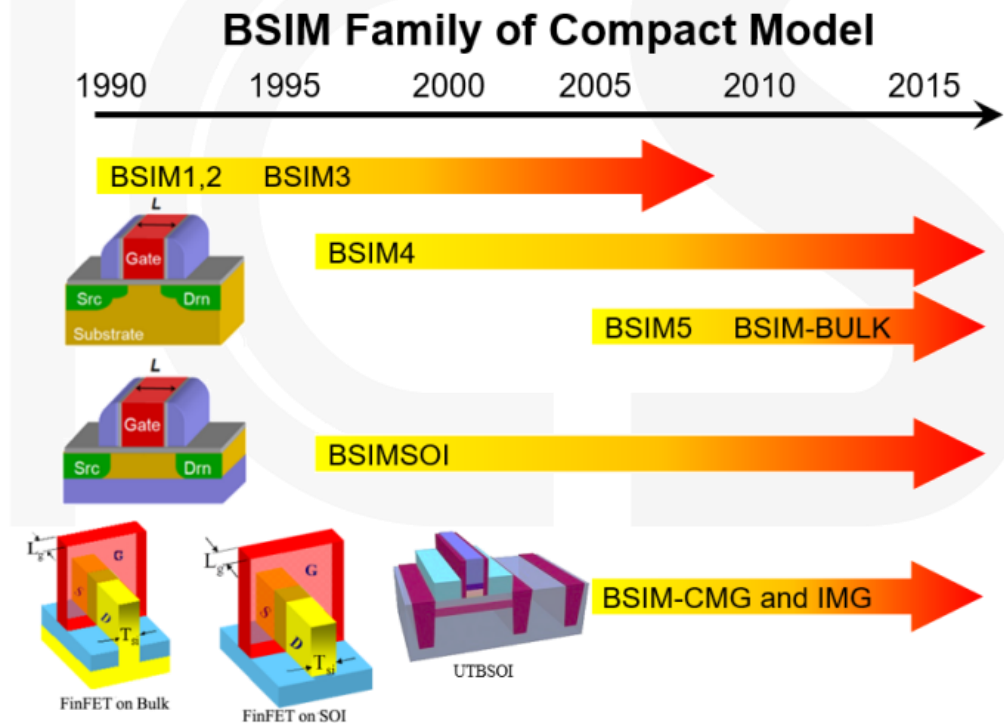 BSIM Family of Compact Model
1990 1995 2000 2005 2010 2015
BSIM1,2 BSIM3
L
Gate
Src Drn
Substrate
BSIM4
BSIM5 BSIM-BULK
L
Gate
Src Drn
BSIMSOI
Lg
G
S
D
Tsi
FinFET on Bulk
Lg
G
S
D
Tsi
FinFET on SOI
UTBSOI
BSIM-CMG and IMG